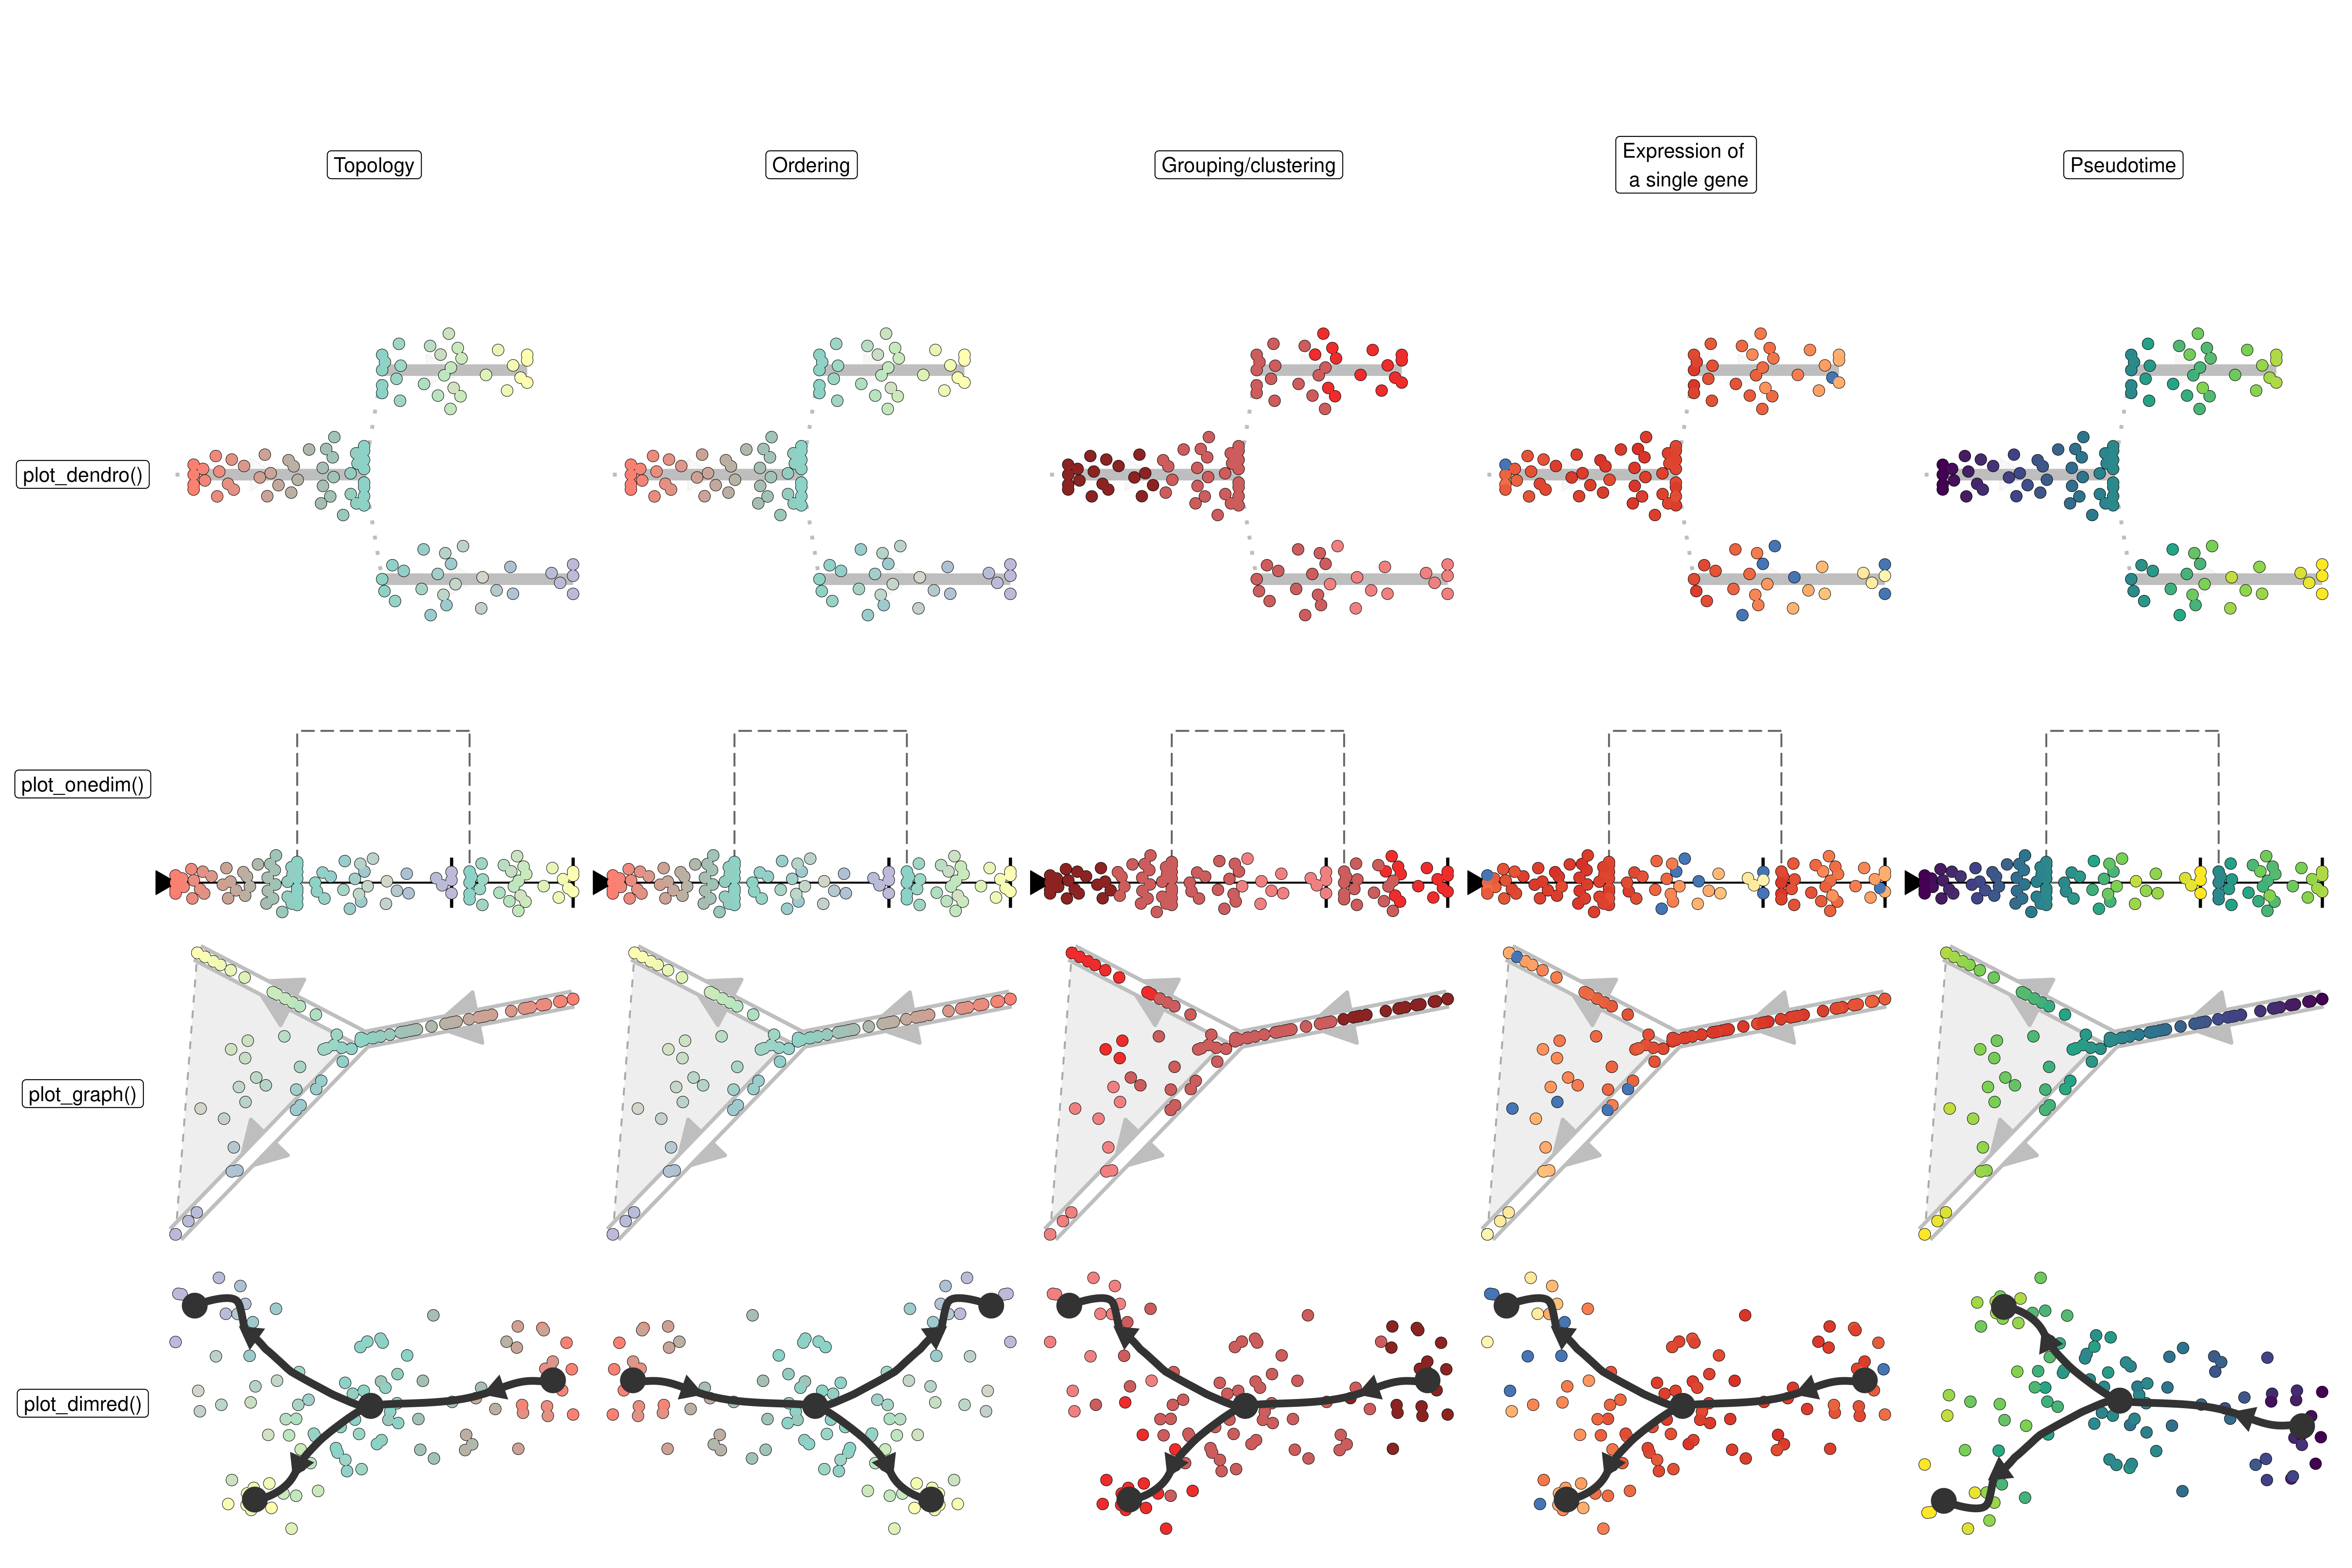 Topology
Ordering
Grouping/clustering
Expression of
a single gene
Pseudotime
plot_dendro()
plot_onedim()
plot_graph()
plot_dimred()